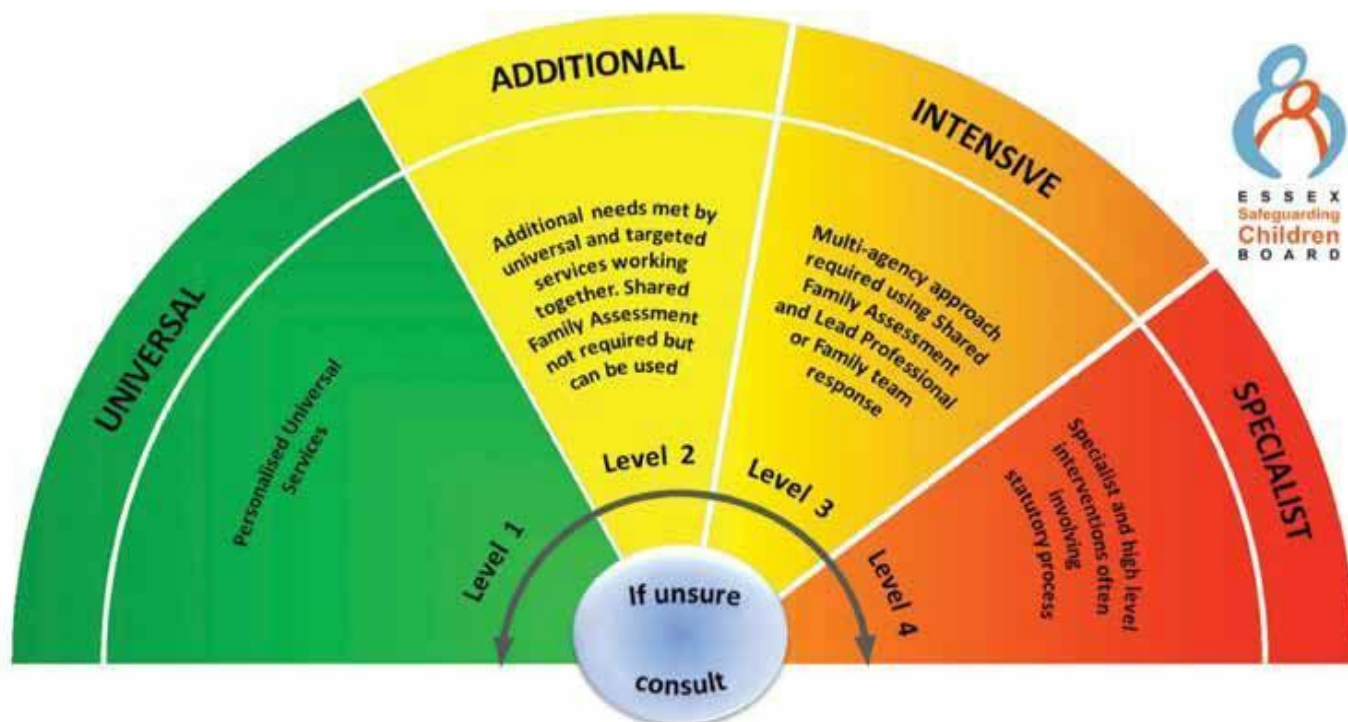 UNIVERSAL
Personalised Universal
Services
Level 1
ADDITIONAL
Additional needs met by
universal and targeted
services working
together. Shared
Family Assessment
not required but
can be used
Level 2
INTENSIVE
Multi-agency approach
required using Shared
Family Assessment
and Lead Professional
or Family team
response
Level 3
SPECIALIST
Specialist and high level
interventions often
involving
statutory process
Level 4
If unsure
consult
ESSEX
Safeguarding
Children
BOARD